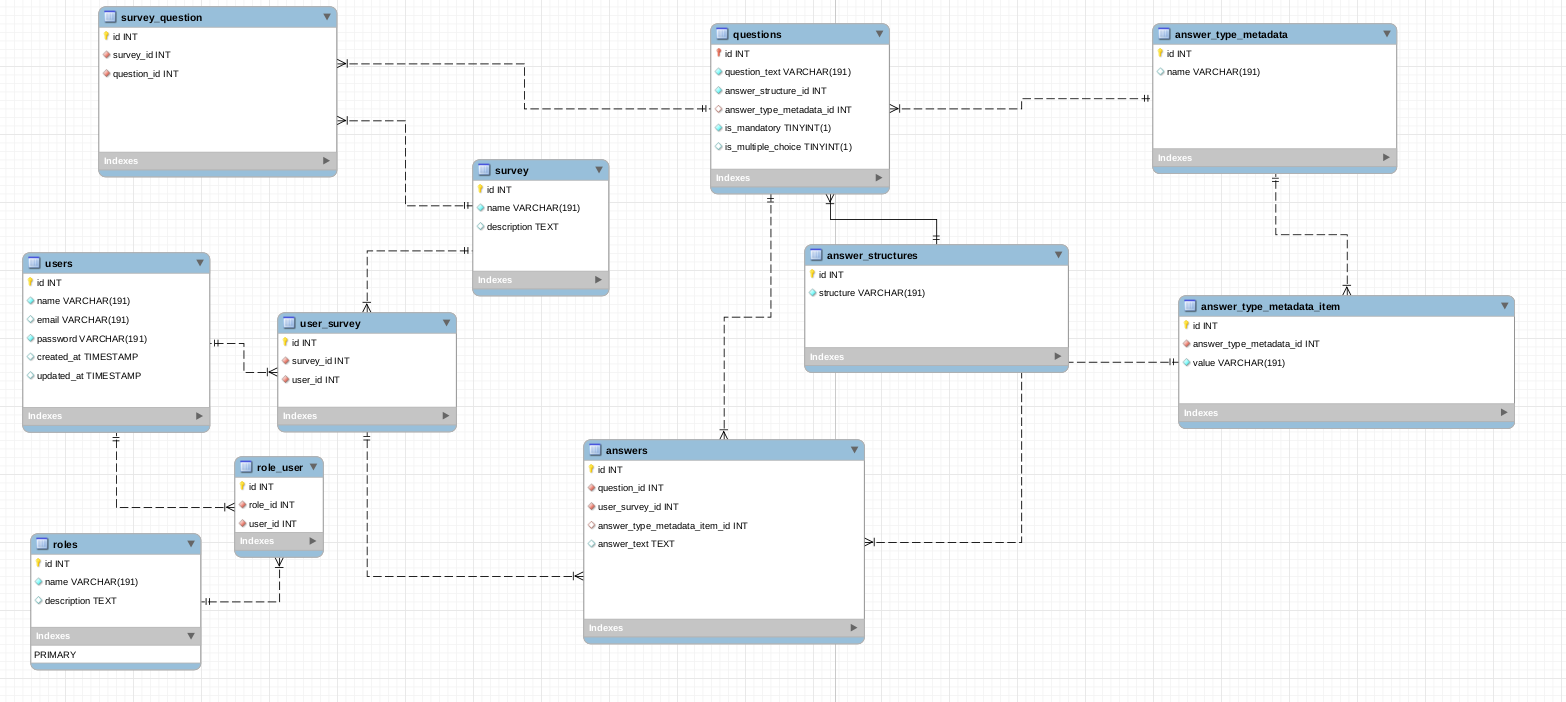 survey_question
id INT
survey_id INT
question_id INT
Indexes
questions
id INT
question_text VARCHAR(191)
answer_structure_id INT
answer_type_metadata_id INT
is_mandatory TINYINT(1)
is_multiple_choice TINYINT(1)
Indexes
answer_type_metadata
id INT
name VARCHAR(191)
Indexes
survey
id INT
name VARCHAR(191)
description TEXT
Indexes
users
id INT
name VARCHAR(191)
email VARCHAR(191)
password VARCHAR(191)
created_at TIMESTAMP
updated_at TIMESTAMP
Indexes
user_survey
id INT
survey_id INT
user_id INT
Indexes
answer_structures
id INT
structure VARCHAR(191)
Indexes
answer_type_metadata_item
id INT
answer_type_metadata_id INT
value VARCHAR(191)
Indexes
role_user
id INT
role_id INT
user_id INT
Indexes
roles
id INT
name VARCHAR(191)
description TEXT
Indexes
PRIMARY
answers
id INT
question_id INT
user_survey_id INT
answer_type_metadata_item_id INT
answer_text TEXT
Indexes